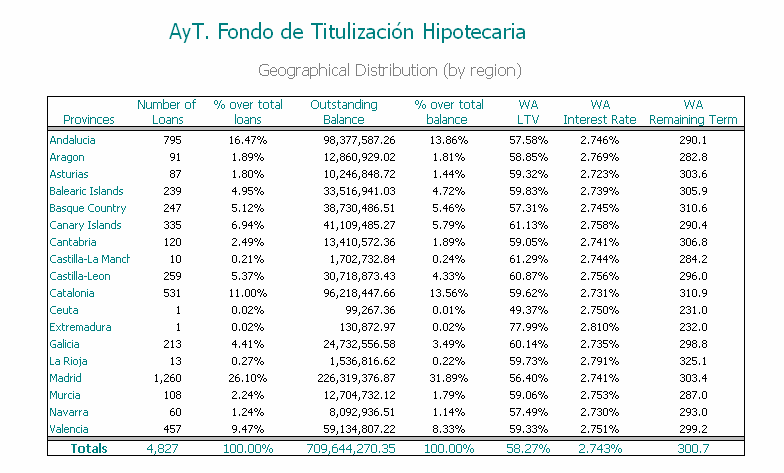 AyT. Fondo de Titulización Hipotecaria
Geographical Distribution (by region)
Number of % over total Outstanding % over total WA WA WA
Provinces Loans loans Balance balance LTV Interest Rate Remaining Term
Andalucia 795 16.47% 98,377,587.26 13.86% 57.58% 2.746% 290.1
Aragon 91 1.89% 12,860,929.02 1.81% 58.85% 2.769% 282.8
Asturias 87 1.80% 10,246,848.72 1.44% 59.32% 2.723% 303.6
Balearic Islands 239 4.95% 33,516,941.03 4.72% 59.83% 2.739% 305.9
Basque Country 247 5.12% 38,730,486.51 5.46% 57.31% 2.745% 310.6
Canary Islands 335 6.94% 41,109,485.27 5.79% 61.13% 2.758% 290.4
Cantabria 120 2.49% 13,410,572.36 1.89% 59.05% 2.741% 306.8
Castilla-La Manch 10 0.21% 1,702,732.84 0.24% 61.29% 2.744% 284.2
Castilla-Leon 259 5.37% 30,718,873.43 4.33% 60.87% 2.756% 296.0
Catalonia 531 11.00% 96,218,447.66 13.56% 59.62% 2.731% 310.9
Ceuta 1 0.02% 99,267.36 0.01% 49.37% 2.750% 231.0
Extremadura 1 0.02% 130,872.97 0.02% 77.99% 2.810% 232.0
Galicia 213 4.41% 24,732,556.58 3.49% 60.14% 2.735% 298.8
La Rioja 13 0.27% 1,536,816.62 0.22% 59.73% 2.791% 325.1
Madrid 1,260 26.10% 226,319,376.87 31.89% 56.40% 2.741% 303.4
Murcia 108 2.24% 12,704,732.12 1.79% 59.06% 2.753% 287.0
Navarra 60 1.24% 8,092,936.51 1.14% 57.49% 2.730% 293.0
Valencia 457 9.47% 59,134,807.22 8.33% 59.33% 2.751% 299.2
Totals 4,827 100.00% 709,644,270.35 100.00% 58.27% 2.743% 300.7